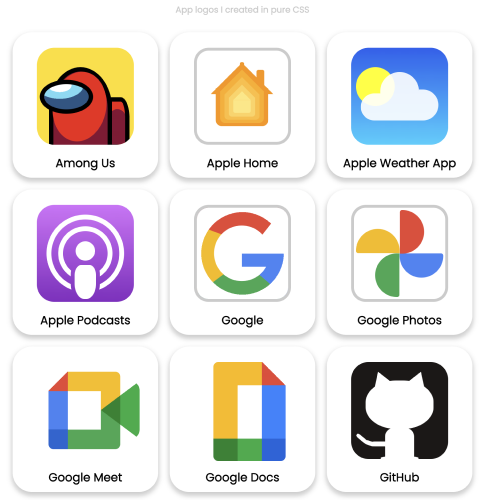 App logos I created in pure CSS
Among Us
Apple Home
Apple Weather App
Apple Podcasts
Google
Google Photos
Google Meet
Google Docs
GitHub